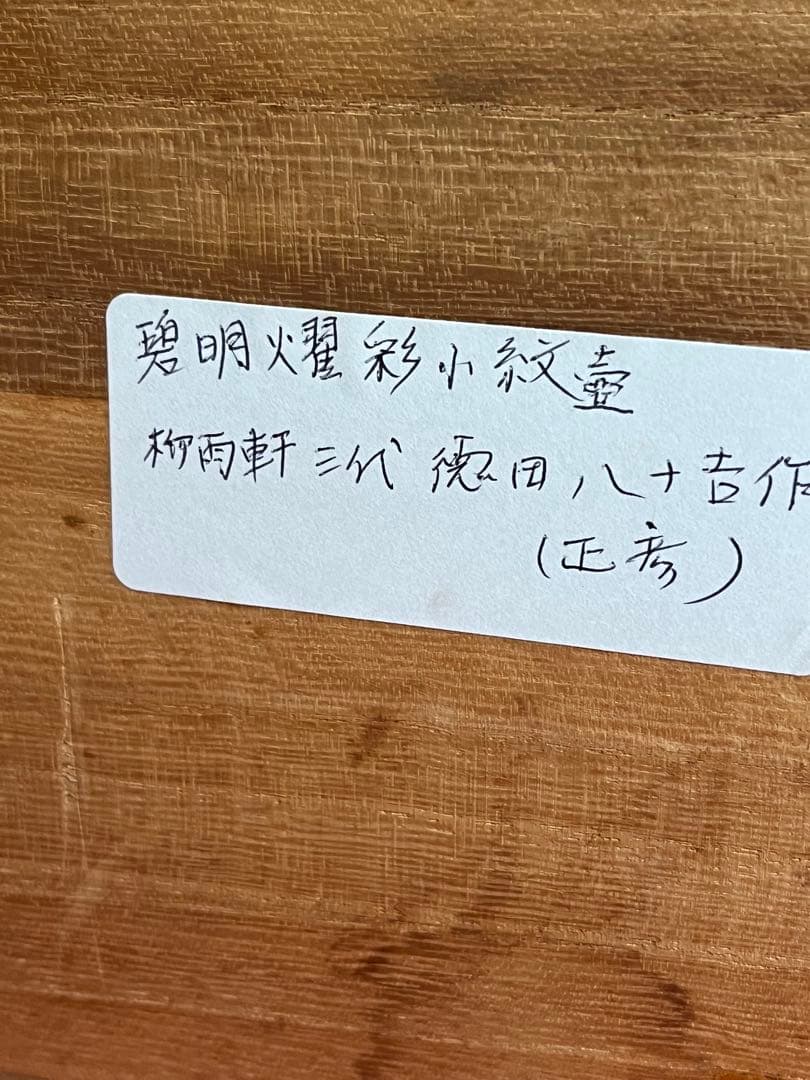 碧明燿彩小紋壺
柳雨軒 三代 德田八十吉作
(正彦)